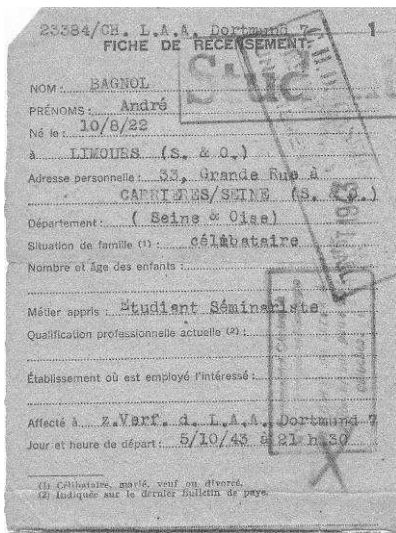 23384/CH. L.A.A. Dortmund 7 1
FICHE DE RECENSEMENT
Stud
NOM : BAGNOL
PRÉNOMS : André
Né le : 10/8/22
à LIMOURS (S. & O.)
Adresse personnelle : 33, Grande Rue à
CARRIERES/SEINE (S. & O.)
Département : ( Seine & Oise)
Situation de famille (1) : célibataire
Nombre et âge des enfants :
Métier appris : Etudiant Séminariste
Qualification professionnelle actuelle (2) :
Établissement où est employé l'intéressé :
Affecté à z.Verf. d. L.A.A. Dortmund 7
Jour et heure de départ : 5/10/43 à 21 h.30
(1) Célibataire, marié, veuf ou divorcé.
(2) Indiquée sur le dernier bulletin de paye.